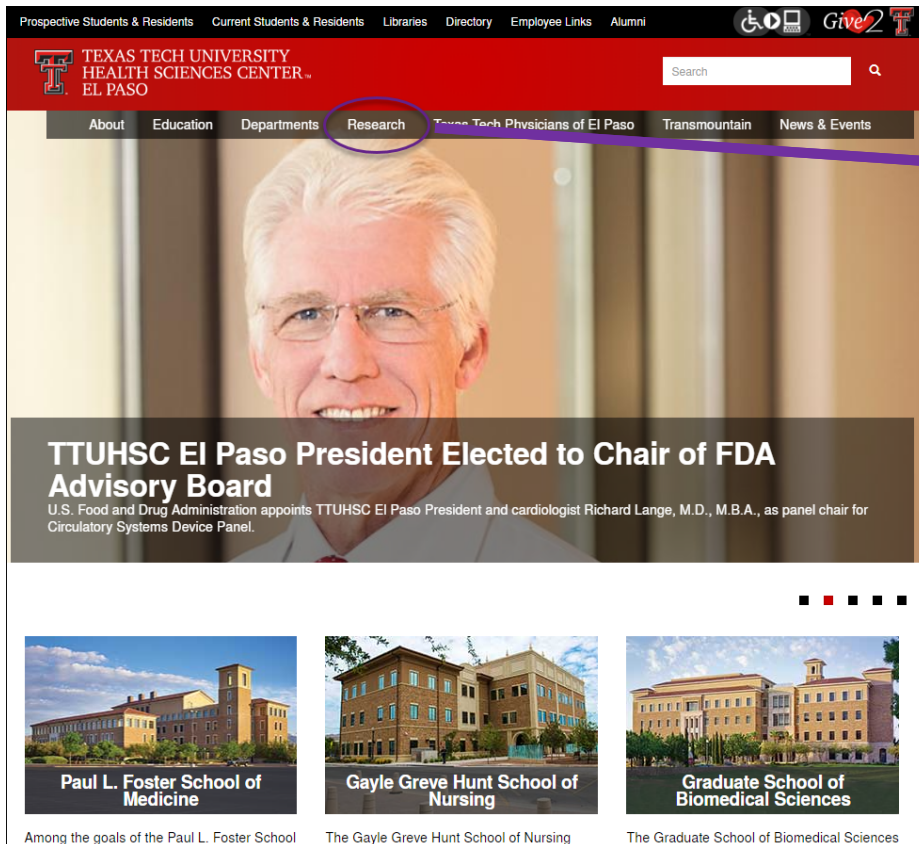 Prospective Students & Residents Current Students & Residents Libraries Directory Employee Links Alumni Give2
TEXAS TECH UNIVERSITY
HEALTH SCIENCES CENTER™
EL PASO
Search
About Education Departments Research Texas Tech Physicians of El Paso Transmountain News & Events
TTUHSC El Paso President Elected to Chair of FDA
Advisory Board
U.S. Food and Drug Administration appoints TTUHSC El Paso President and cardiologist Richard Lange, M.D., M.B.A., as panel chair for
Circulatory Systems Device Panel.
Paul L. Foster School of
Medicine
Gayle Greve Hunt School of
Nursing
Graduate School of
Biomedical Sciences
Among the goals of the Paul L. Foster School
The Gayle Greve Hunt School of Nursing
The Graduate School of Biomedical Sciences